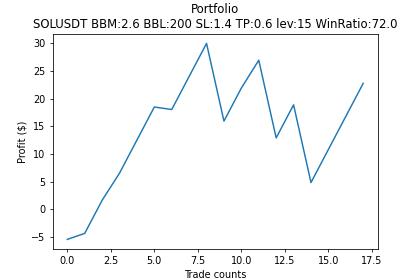 Portfolio
SOLUSDT BBM:2.6 BBL:200 SL:1.4 TP:0.6 lev:15 WinRatio:72.0
30
25
20
15
10
5
0
−5
Profit ($)
0.0 2.5 5.0 7.5 10.0 12.5 15.0 17.5
Trade counts